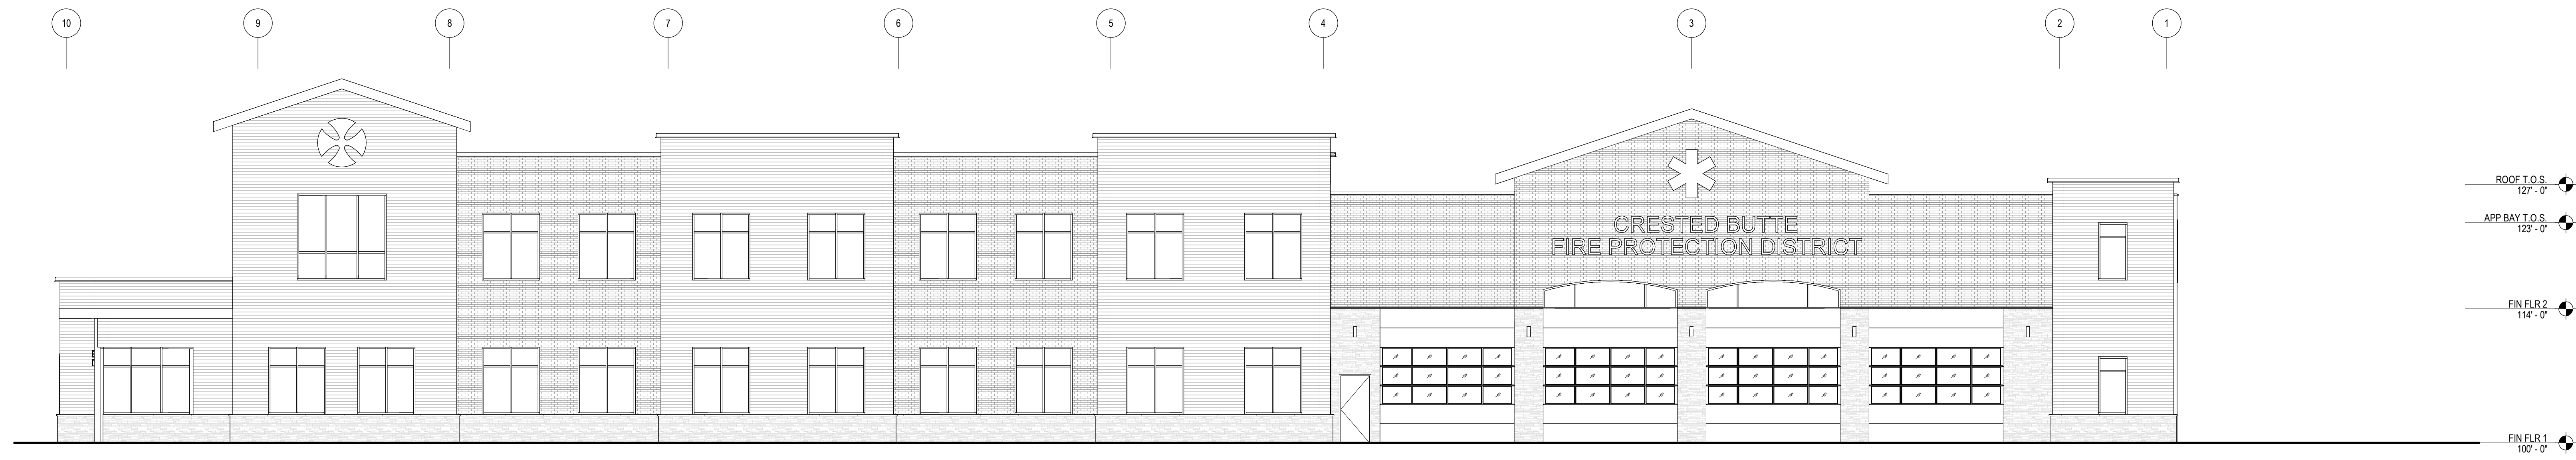 10
9
8
7
6
5
4
3
2
1
ROOF T.O.S.
127' - 0"
CRESTED BUTTE
APP BAY T.O.S.
123' - 0"
FIRE PROTECTION DISTRICT
FIN FLR 2
114' - 0"
FIN FLR 1
100' - 0"